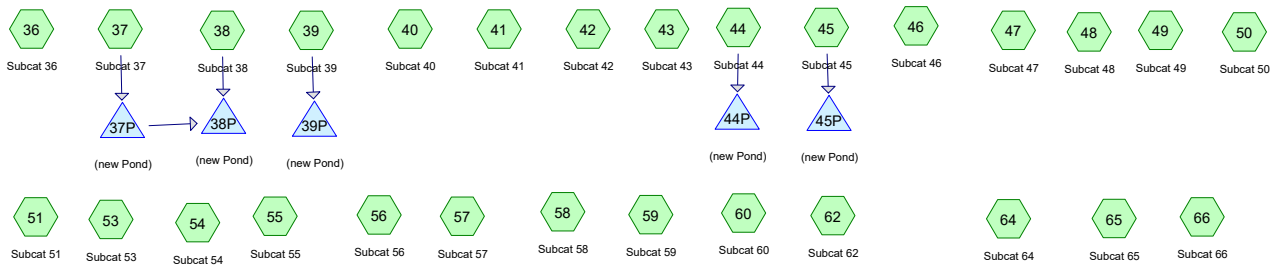 36 37 38 39 40 41 42 43 44 45 46 47 48 49 50
Subcat 36 Subcat 37 Subcat 38 Subcat 39 Subcat 40 Subcat 41 Subcat 42 Subcat 43 Subcat 44 Subcat 45 Subcat 46 Subcat 47 Subcat 48 Subcat 49 Subcat 50
37P 38P 39P 44P 45P
(new Pond) (new Pond) (new Pond) (new Pond) (new Pond)
51 53 54 55 56 57 58 59 60 62 64 65 66
Subcat 51 Subcat 53 Subcat 54 Subcat 55 Subcat 56 Subcat 57 Subcat 58 Subcat 59 Subcat 60 Subcat 62 Subcat 64 Subcat 65 Subcat 66